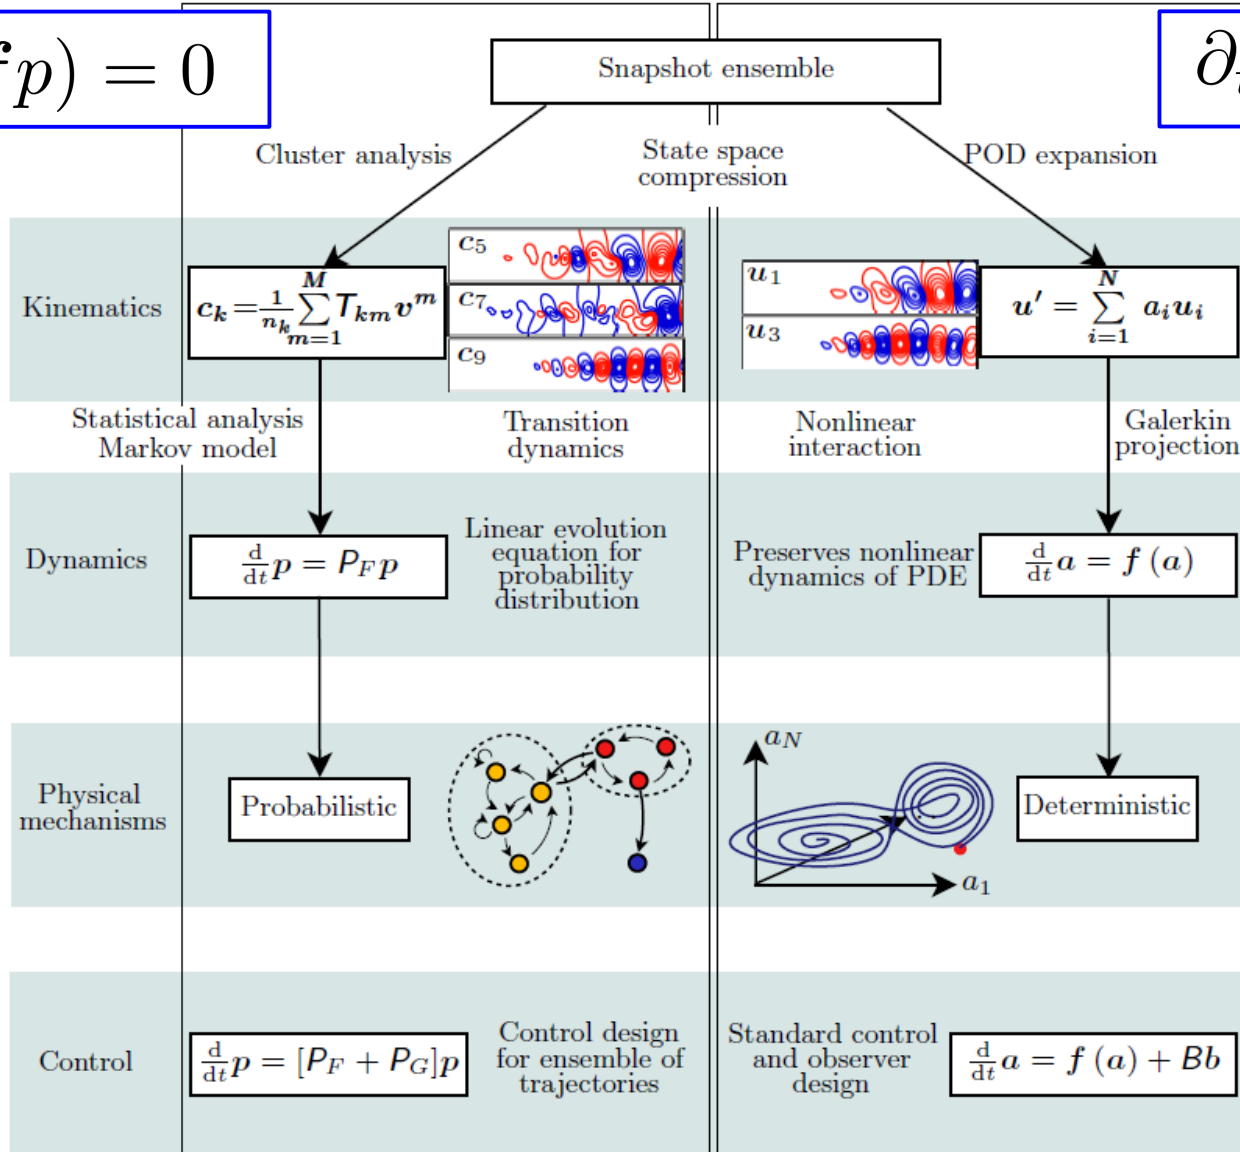 fp) = 0
∂t
Snapshot ensemble
Cluster analysis
State space
compression
POD expansion
Kinematics
c_k = 1/n_k ∑_{m=1}^{M} T_{km} v^m
c5
c7
c9
u1
u3
u′ = ∑_{i=1}^{N} a_i u_i
Statistical analysis
Markov model
Transition
dynamics
Nonlinear
interaction
Galerkin
projection
Dynamics
d/dt p = P_F p
Linear evolution
equation for
probability
distribution
Preserves nonlinear
dynamics of PDE
d/dt a = f (a)
Physical
mechanisms
Probabilistic
a_N
a_1
Deterministic
Control
d/dt p = [P_F + P_G]p
Control design
for ensemble of
trajectories
Standard control
and observer
design
d/dt a = f (a) + Bb